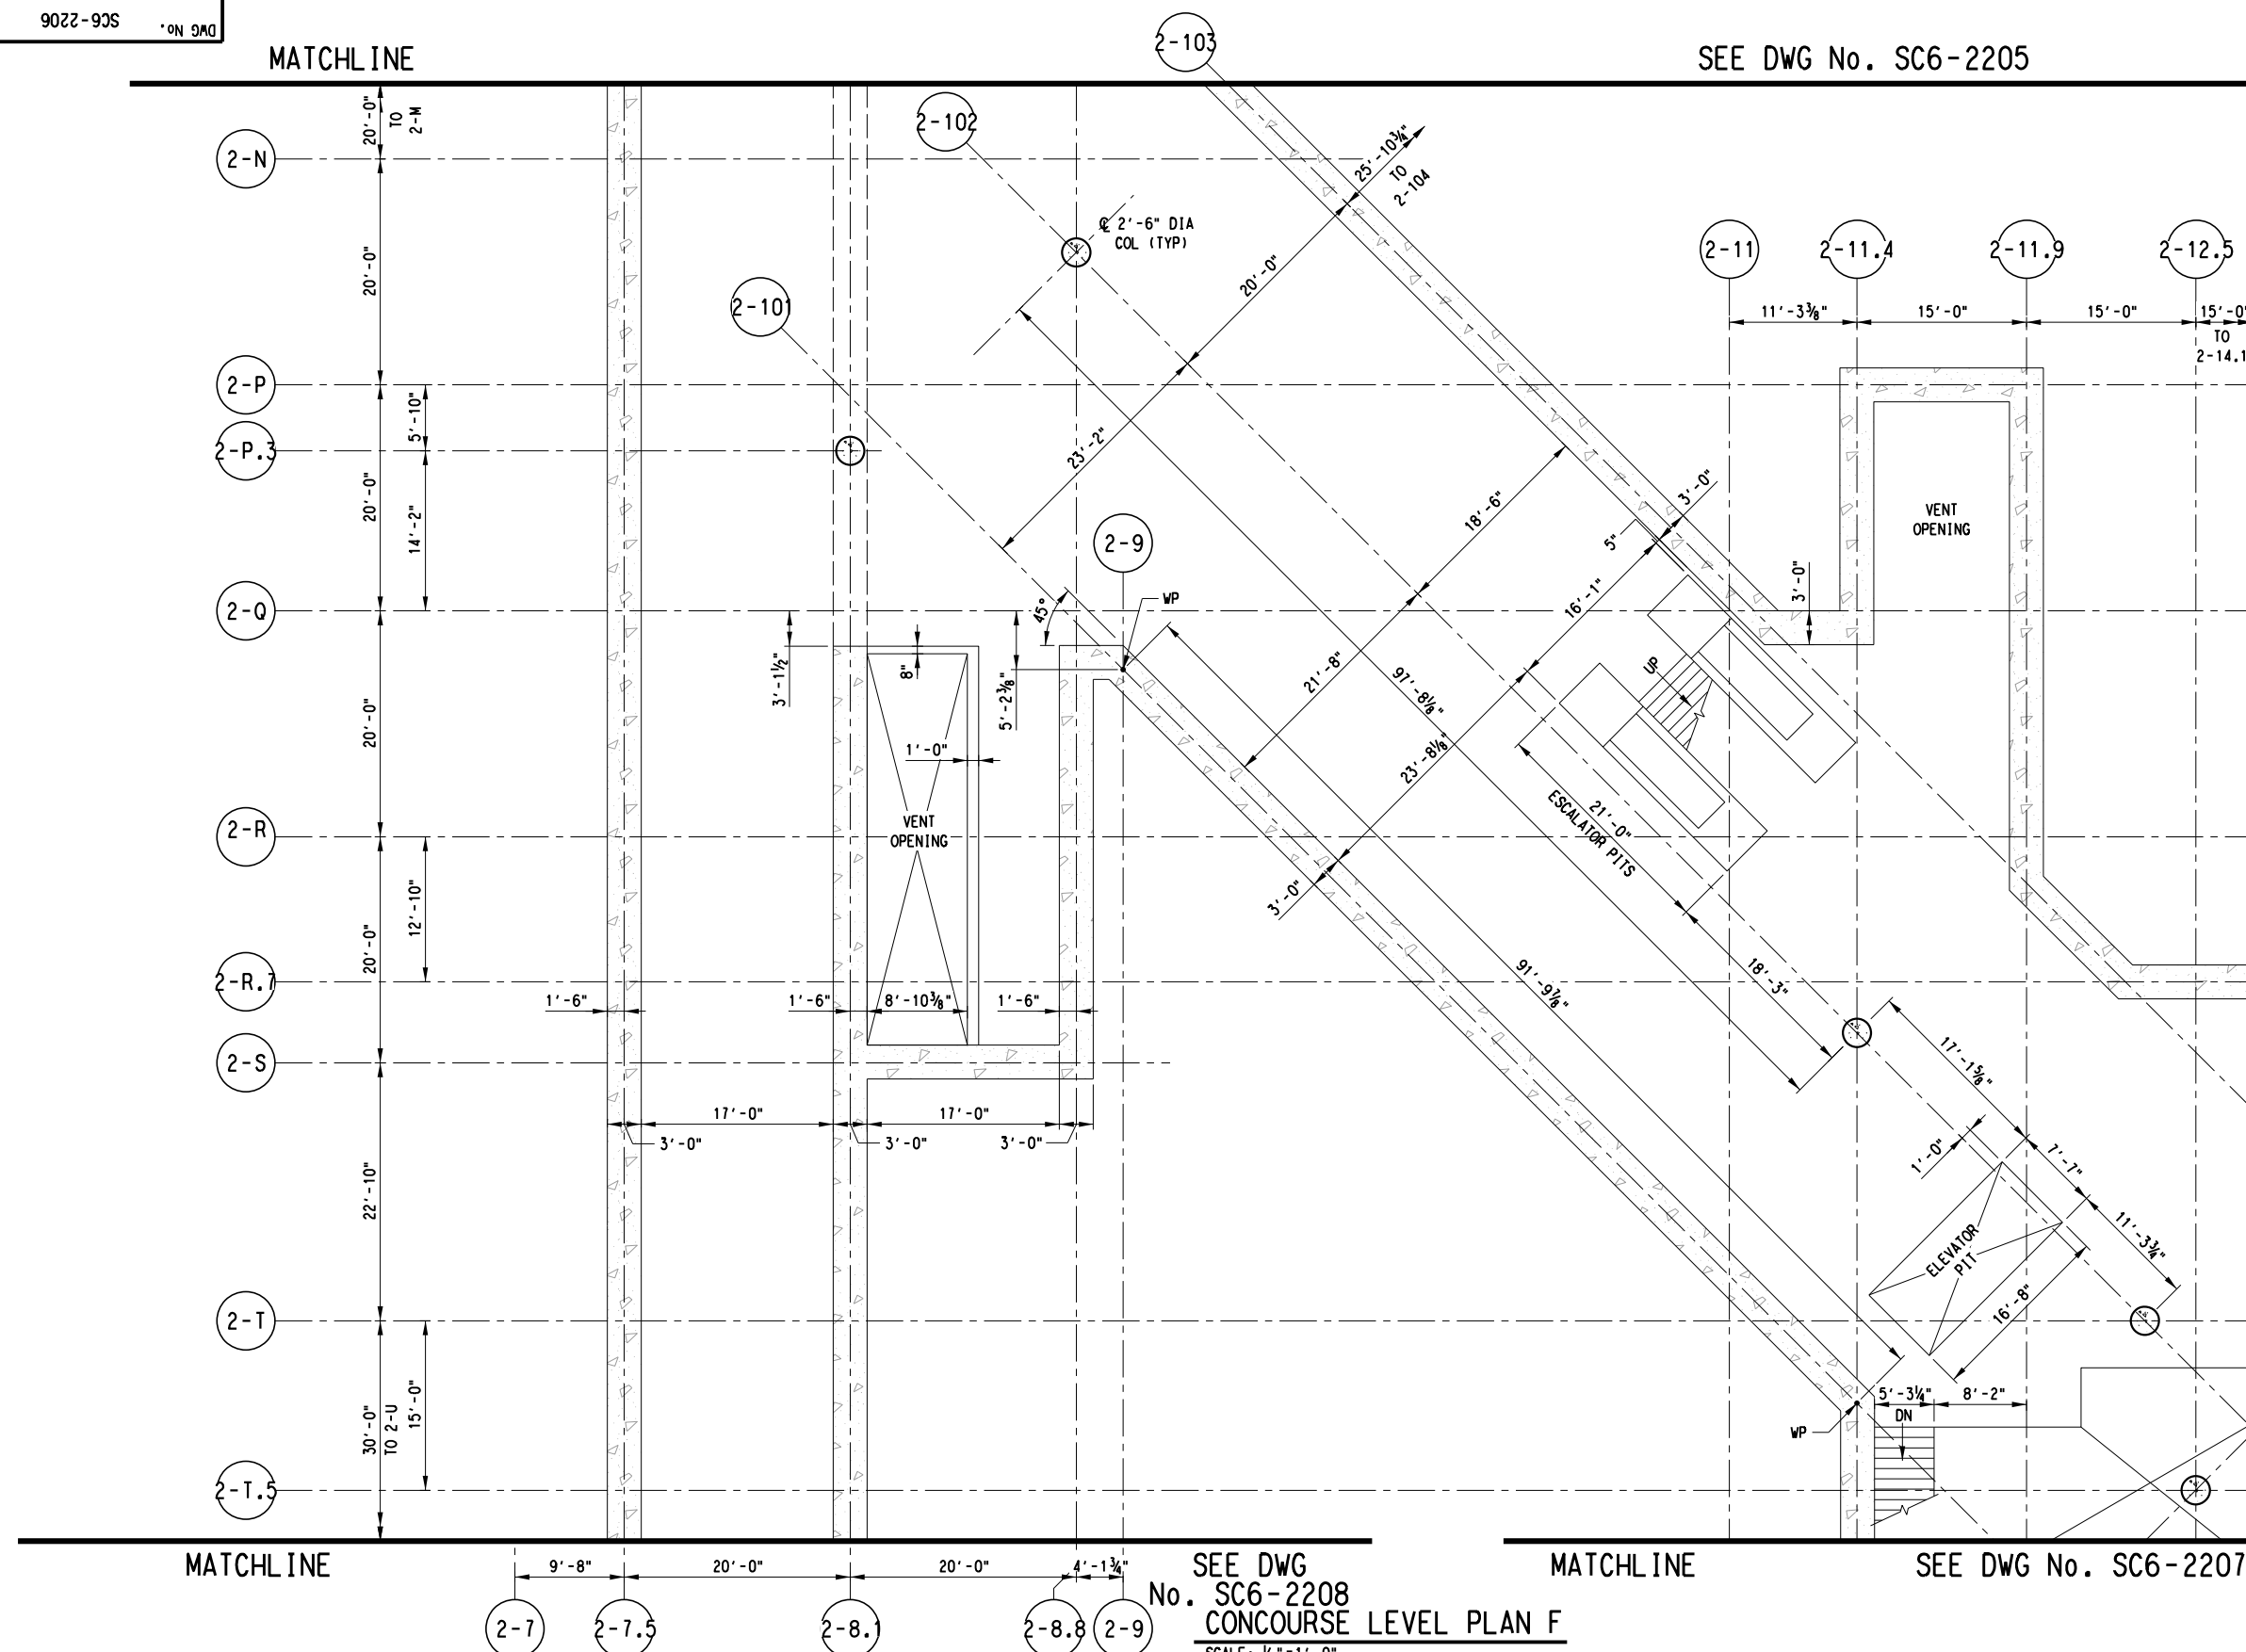 DWG No. SC6-2206
MATCHLINE
SEE DWG No. SC6-2205
2-103
2-102
2-101
2-N
2-P
2-P.3
2-Q
2-R
2-R.7
2-S
2-T
2-T.5
20'-0"
TO
2-M
20'-0"
20'-0"
5'-10"
14'-2"
20'-0"
20'-0"
12'-10"
22'-10"
30'-0"
TO 2-U
15'-0"
℄ 2'-6" DIA
COL (TYP)
25'-10¾"
TO
2-104
20'-0"
23'-2"
2-11
2-11.4
2-11.9
2-12.5
11'-3⅜"
15'-0"
15'-0"
15'-0"
TO
2-14.1
VENT
OPENING
3'-0"
2-9
WP
45°
3'-1½"
8"
5'-2⅜"
1'-0"
VENT
OPENING
1'-6"
1'-6"
8'-10⅜"
1'-6"
17'-0"
17'-0"
3'-0"
3'-0"
3'-0"
18'-6"
21'-8"
3'-0"
5"
16'-1"
23'-8⅛"
3'-0"
UP
97'-8⅛"
91'-9⅞"
21'-0"
ESCALATOR PITS
18'-3"
17'-1⅝"
1'-0"
7'-7"
11'-3¾"
ELEVATOR
PIT
16'-8"
5'-3¼"
8'-2"
DN
WP
MATCHLINE
SEE DWG
No. SC6-2208
MATCHLINE
SEE DWG No. SC6-2207
9'-8"
20'-0"
20'-0"
4'-1¾"
2-7
2-7.5
2-8.1
2-8.8
2-9
CONCOURSE LEVEL PLAN F